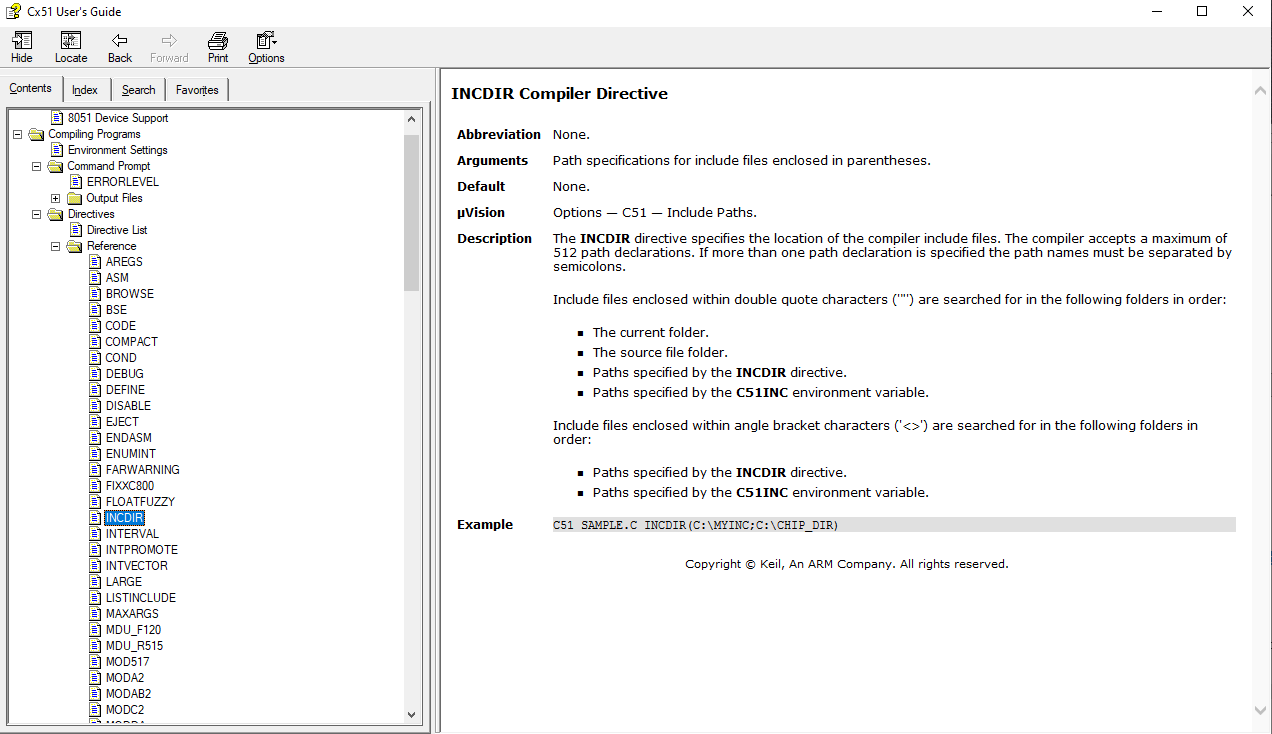 Cx51 User's Guide
Hide
Locate
Back
Forward
Print
Options
Contents
Index
Search
Favorites
8051 Device Support
Compiling Programs
Environment Settings
Command Prompt
ERRORLEVEL
Output Files
Directives
Directive List
Reference
AREGS
ASM
BROWSE
BSE
CODE
COMPACT
COND
DEBUG
DEFINE
DISABLE
EJECT
ENDASM
ENUMINT
FARWARNING
FIXXC800
FLOATFUZZY
INCDIR
INTERVAL
INTPROMOTE
INTVECTOR
LARGE
LISTINCLUDE
MAXARGS
MDU_F120
MDU_R515
MOD517
MODA2
MODAB2
MODC2
INCDIR Compiler Directive
Abbreviation None.
Arguments Path specifications for include files enclosed in parentheses.
Default None.
µVision Options — C51 — Include Paths.
Description The INCDIR directive specifies the location of the compiler include files. The compiler accepts a maximum of
512 path declarations. If more than one path declaration is specified the path names must be separated by
semicolons.
Include files enclosed within double quote characters ('"') are searched for in the following folders in order:
The current folder.
The source file folder.
Paths specified by the INCDIR directive.
Paths specified by the C51INC environment variable.
Include files enclosed within angle bracket characters ('<>') are searched for in the following folders in
order:
Paths specified by the INCDIR directive.
Paths specified by the C51INC environment variable.
Example C51 SAMPLE.C INCDIR(C:\MYINC;C:\CHIP_DIR)
Copyright © Keil, An ARM Company. All rights reserved.